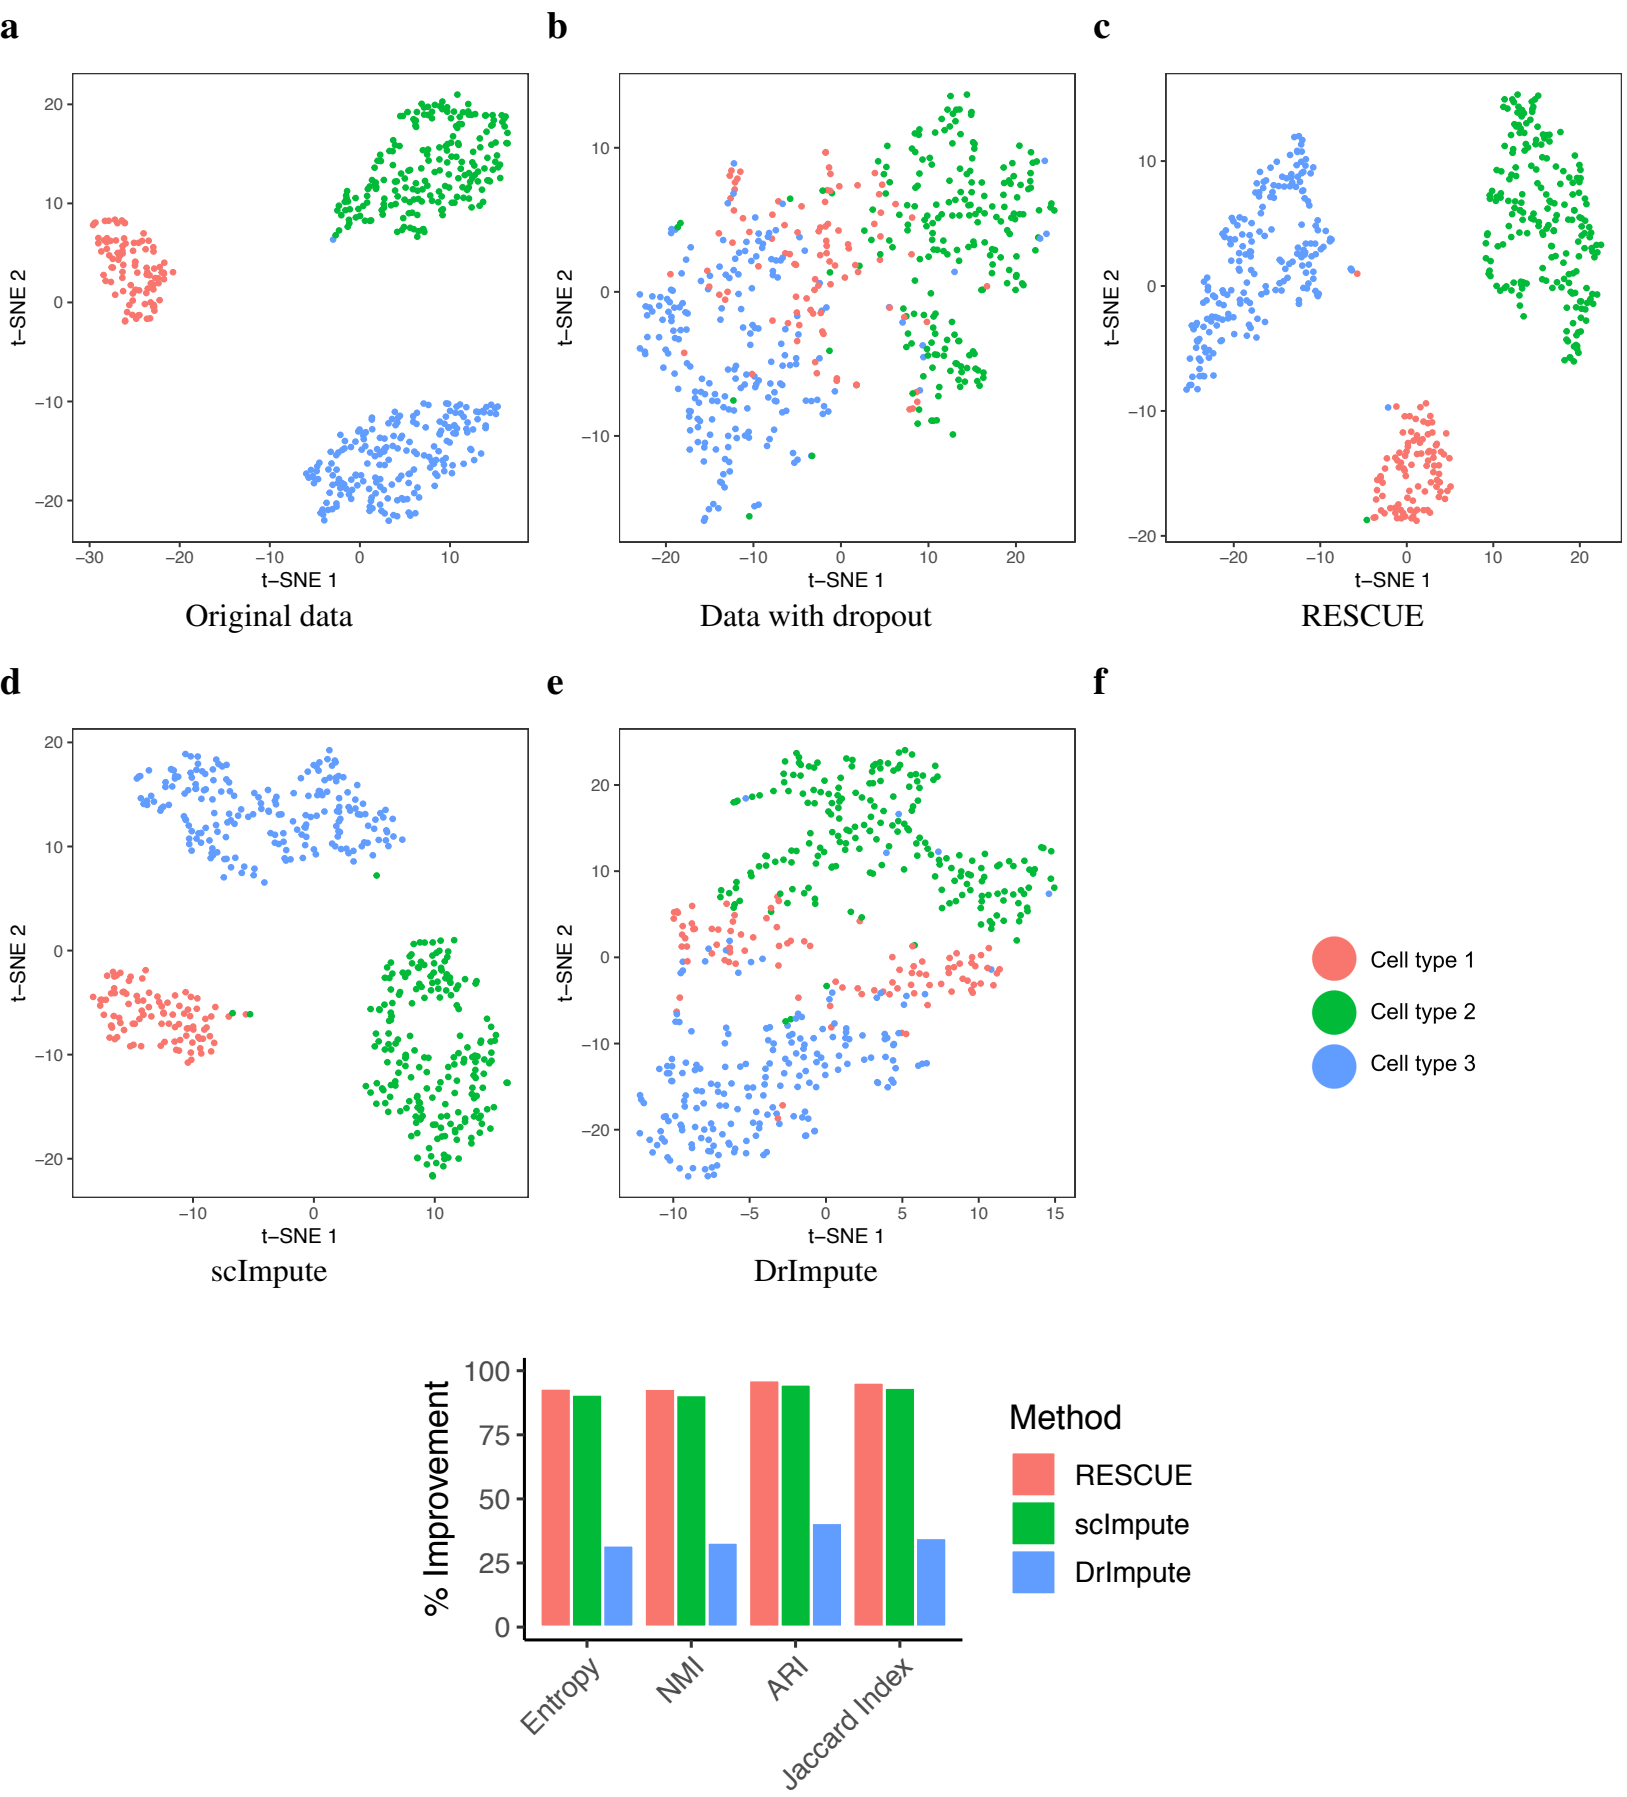 a
b
c
20
10
0
−10
−20
−30
−20
−10
0
10
t−SNE 2
t−SNE 1
Original data
10
0
−10
−20
−10
0
10
20
t−SNE 2
t−SNE 1
Data with dropout
10
0
−10
−20
−20
−10
0
10
20
t−SNE 2
t−SNE 1
RESCUE
d
e
f
20
10
0
−10
−20
−10
0
10
t−SNE 2
t−SNE 1
scImpute
20
10
0
−10
−20
−10
−5
0
5
10
15
t−SNE 2
t−SNE 1
DrImpute
Cell type 1
Cell type 2
Cell type 3
100
75
50
25
0
% Improvement
Entropy
NMI
ARI
Jaccard Index
Method
RESCUE
scImpute
DrImpute